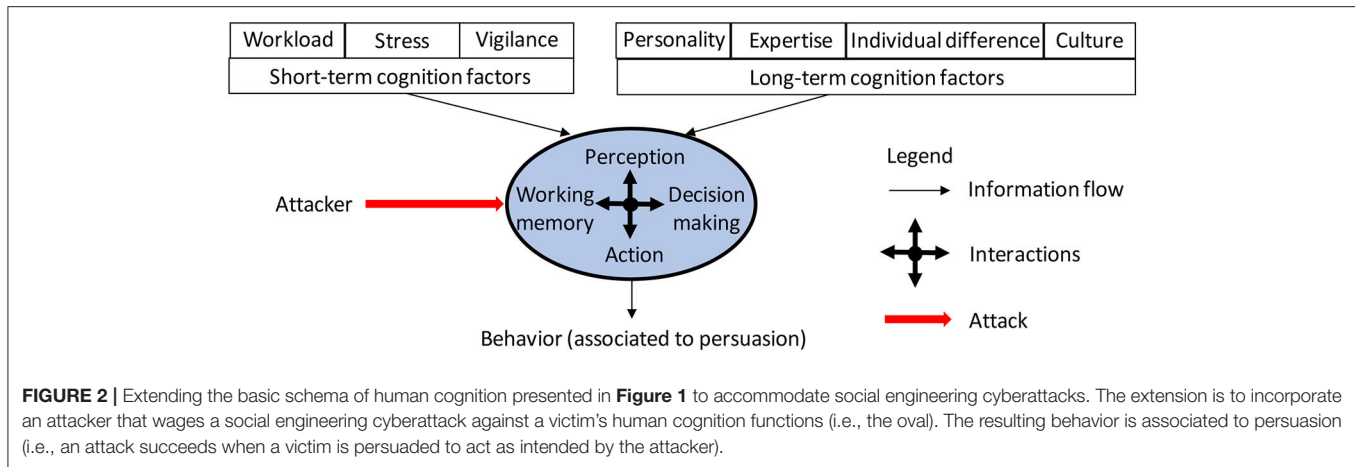 Workload Stress Vigilance
Short-term cognition factors
Personality Expertise Individual difference Culture
Long-term cognition factors
Attacker
Perception
Working memory
Decision making
Action
Behavior (associated to persuasion)
Legend
Information flow
Interactions
Attack
FIGURE 2 | Extending the basic schema of human cognition presented in Figure 1 to accommodate social engineering cyberattacks. The extension is to incorporate
an attacker that wages a social engineering cyberattack against a victim's human cognition functions (i.e., the oval). The resulting behavior is associated to persuasion
(i.e., an attack succeeds when a victim is persuaded to act as intended by the attacker).